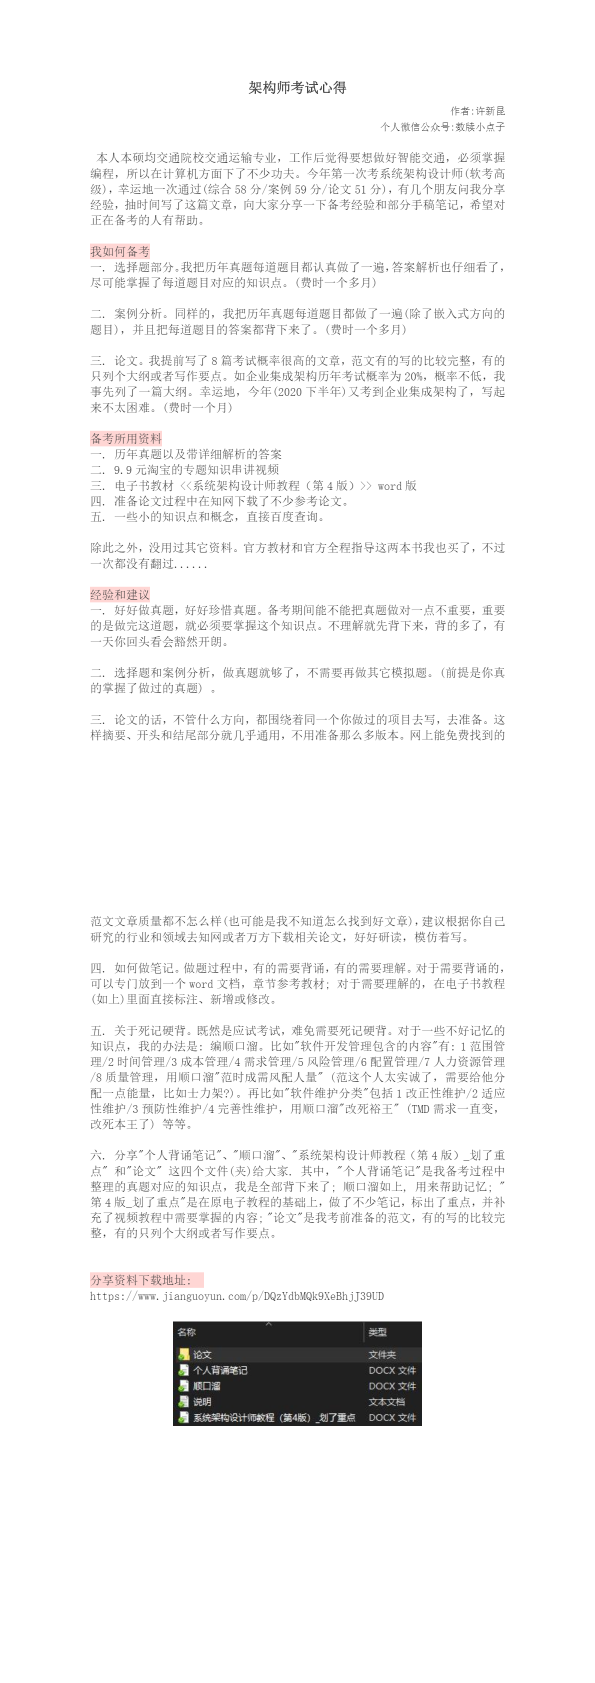 架构师考试心得
作者:许新昆
个人微信公众号:数牍小点子
本人本硕均交通院校交通运输专业，工作后觉得要想做好智能交通，必须掌握
编程，所以在计算机方面下了不少功夫。今年第一次考系统架构设计师(软考高
级)，幸运地一次通过(综合 58 分/案例 59 分/论文 51 分)，有几个朋友问我分享
经验，抽时间写了这篇文章，向大家分享一下备考经验和部分手稿笔记，希望对
正在备考的人有帮助。
我如何备考
一. 选择题部分。我把历年真题每道题目都认真做了一遍，答案解析也仔细看了，
尽可能掌握了每道题目对应的知识点。(费时一个多月)
二. 案例分析。同样的，我把历年真题每道题目都做了一遍(除了嵌入式方向的
题目)，并且把每道题目的答案都背下来了。(费时一个多月)
三. 论文。我提前写了 8 篇考试概率很高的文章，范文有的写的比较完整，有的
只列个大纲或者写作要点。如企业集成架构历年考试概率为 20%，概率不低，我
事先列了一篇大纲。幸运地，今年(2020 下半年)又考到企业集成架构了，写起
来不太困难。(费时一个月)
备考所用资料
一. 历年真题以及带详细解析的答案
二. 9.9 元淘宝的专题知识串讲视频
三. 电子书教材 <<系统架构设计师教程（第 4 版）>> word 版
四. 准备论文过程中在知网下载了不少参考论文。
五. 一些小的知识点和概念，直接百度查询。
除此之外，没用过其它资料。官方教材和官方全程指导这两本书我也买了，不过
一次都没有翻过......
经验和建议
一. 好好做真题，好好珍惜真题。备考期间能不能把真题做对一点不重要，重要
的是做完这道题，就必须要掌握这个知识点。不理解就先背下来，背的多了，有
一天你回头看会豁然开朗。
二. 选择题和案例分析，做真题就够了，不需要再做其它模拟题。(前提是你真
的掌握了做过的真题) 。
三. 论文的话，不管什么方向，都围绕着同一个你做过的项目去写，去准备。这
样摘要、开头和结尾部分就几乎通用，不用准备那么多版本。网上能免费找到的
范文文章质量都不怎么样(也可能是我不知道怎么找到好文章)，建议根据你自己
研究的行业和领域去知网或者万方下载相关论文，好好研读，模仿着写。
四. 如何做笔记。做题过程中，有的需要背诵，有的需要理解。对于需要背诵的，
可以专门放到一个 word 文档，章节参考教材; 对于需要理解的，在电子书教程
(如上)里面直接标注、新增或修改。
五. 关于死记硬背。既然是应试考试，难免需要死记硬背。对于一些不好记忆的
知识点，我的办法是: 编顺口溜。比如"软件开发管理包含的内容"有: 1 范围管
理/2 时间管理/3 成本管理/4 需求管理/5 风险管理/6 配置管理/7 人力资源管理
/8 质量管理，用顺口溜"范时成需风配人量" (范这个人太实诚了，需要给他分
配一点能量，比如士力架?)。再比如"软件维护分类"包括 1 改正性维护/2 适应
性维护/3 预防性维护/4 完善性维护，用顺口溜"改死裕王" (TMD 需求一直变，
改死本王了) 等等。
六. 分享"个人背诵笔记"、"顺口溜"、"系统架构设计师教程（第 4 版）_划了重
点" 和"论文" 这四个文件(夹)给大家. 其中，"个人背诵笔记"是我备考过程中
整理的真题对应的知识点，我是全部背下来了; 顺口溜如上, 用来帮助记忆; "
第 4 版_划了重点"是在原电子教程的基础上，做了不少笔记，标出了重点，并补
充了视频教程中需要掌握的内容; "论文"是我考前准备的范文，有的写的比较完
整，有的只列个大纲或者写作要点。
分享资料下载地址:
https://www.jianguoyun.com/p/DQzYdbMQk9XeBhjJ39UD
名称 类型
论文 文件夹
个人背诵笔记 DOCX 文件
顺口溜 DOCX 文件
说明 文本文档
系统架构设计师教程（第4版）_划了重点 DOCX 文件